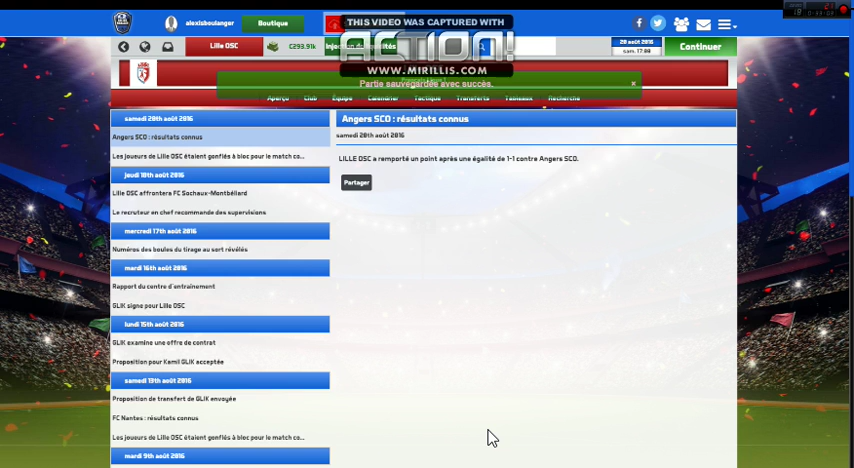 THIS VIDEO WAS CAPTURED WITH
ACTION!
WWW.MIRILLIS.COM
alexisboulanger
Boutique
Lille OSC
€293.91k
20 août 2016
sam. 17:00
Continuer
Partie sauvegardée avec succès.
×
Aperçu Club Équipe Calendrier Tactique Transferts Tableaux Recherche
samedi 20th août 2016
Angers SCO : résultats connus
Les joueurs de Lille OSC étaient gonflés à bloc pour le match co...
jeudi 18th août 2016
Lille OSC affrontera FC Sochaux-Montbéliard
Le recruteur en chef recommande des supervisions
mercredi 17th août 2016
Numéros des boules du tirage au sort révélés
mardi 16th août 2016
Rapport du centre d'entraînement
GLIK signe pour Lille OSC
lundi 15th août 2016
GLIK examine une offre de contrat
Proposition pour Kamil GLIK acceptée
samedi 13th août 2016
Proposition de transfert de GLIK envoyée
FC Nantes : résultats connus
Les joueurs de Lille OSC étaient gonflés à bloc pour le match co...
mardi 9th août 2016
Angers SCO : résultats connus
samedi 20th août 2016
LILLE OSC a remporté un point après une égalité de 1-1 contre Angers SCO.
Partager